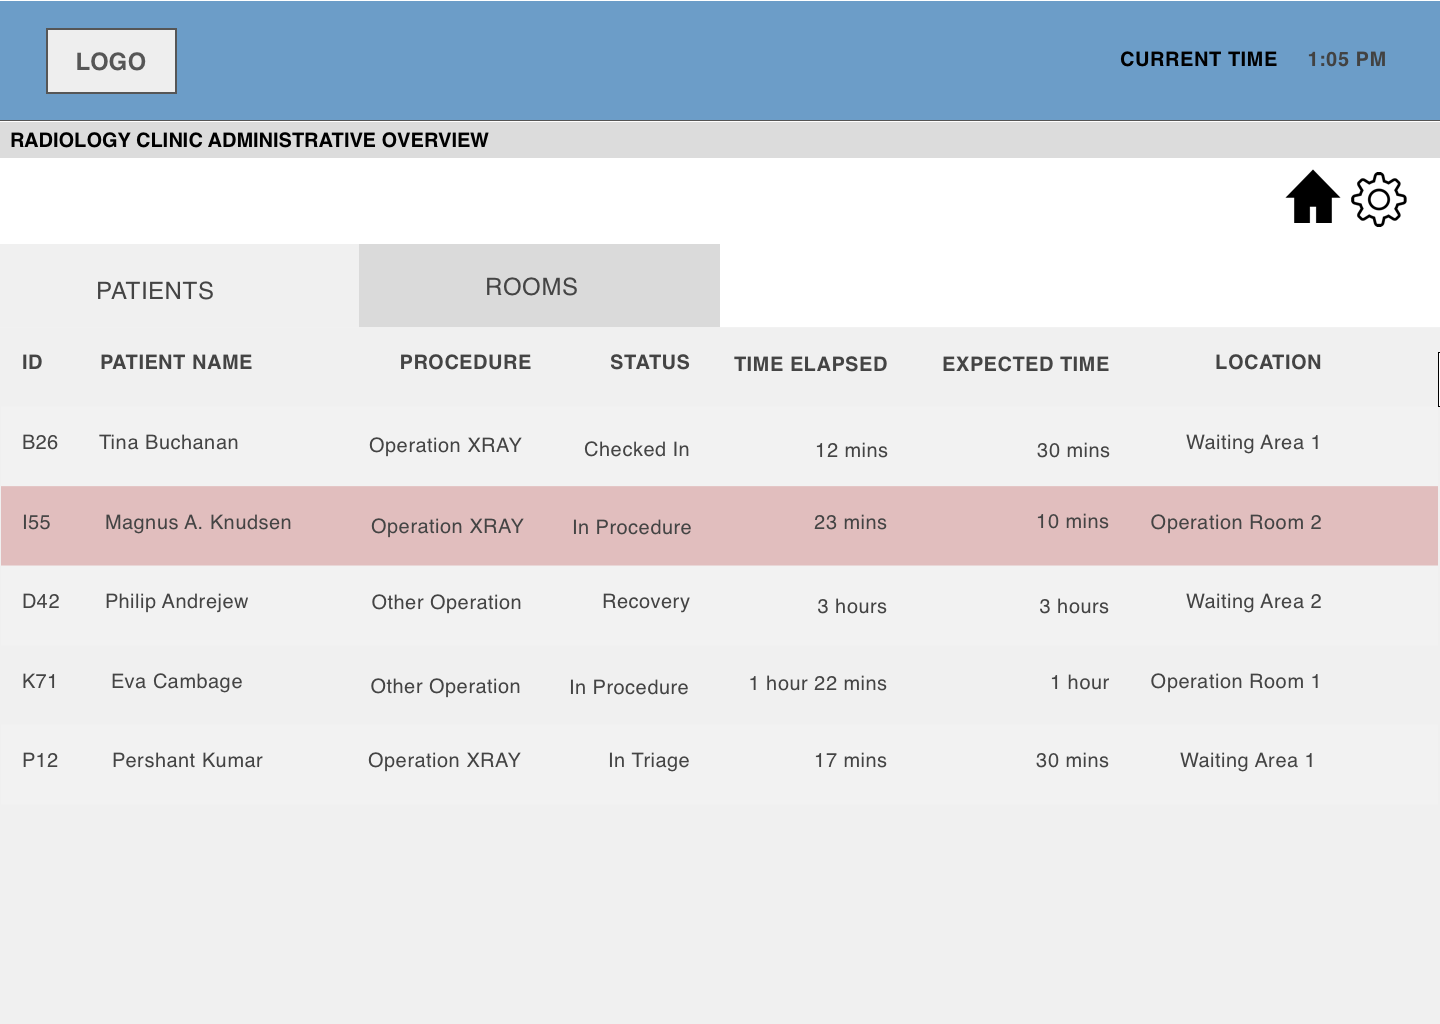 LOGO
CURRENT TIME 1:05 PM
RADIOLOGY CLINIC ADMINISTRATIVE OVERVIEW
PATIENTS ROOMS
ID PATIENT NAME PROCEDURE STATUS TIME ELAPSED EXPECTED TIME LOCATION
B26 Tina Buchanan Operation XRAY Checked In 12 mins 30 mins Waiting Area 1
I55 Magnus A. Knudsen Operation XRAY In Procedure 23 mins 10 mins Operation Room 2
D42 Philip Andrejew Other Operation Recovery 3 hours 3 hours Waiting Area 2
K71 Eva Cambage Other Operation In Procedure 1 hour 22 mins 1 hour Operation Room 1
P12 Pershant Kumar Operation XRAY In Triage 17 mins 30 mins Waiting Area 1